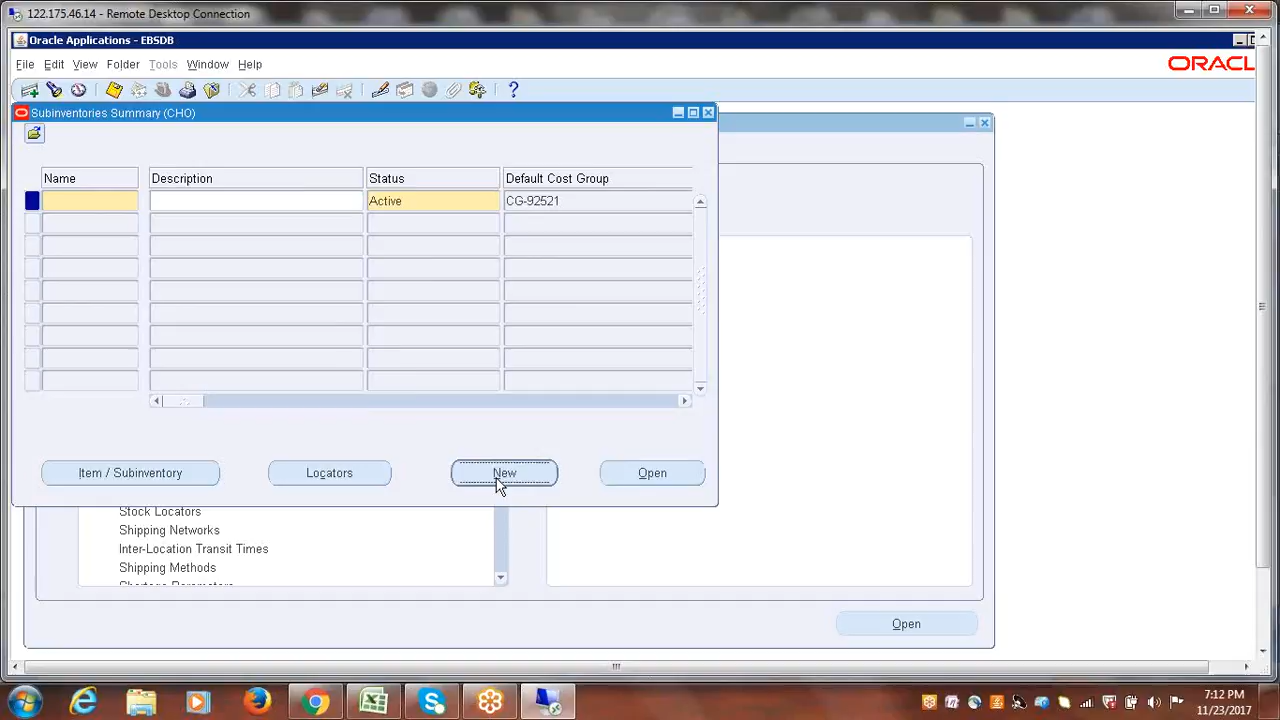 122.175.46.14 - Remote Desktop Connection
Oracle Applications - EBSDB
File Edit View Folder Tools Window Help
ORACL
Subinventories Summary (CHO)
Name Description Status Default Cost Group
Active CG-92521
Item / Subinventory Locators New Open
Stock Locators
Shipping Networks
Inter-Location Transit Times
Shipping Methods
Shortage Parameters
Open
7:12 PM
11/23/2017